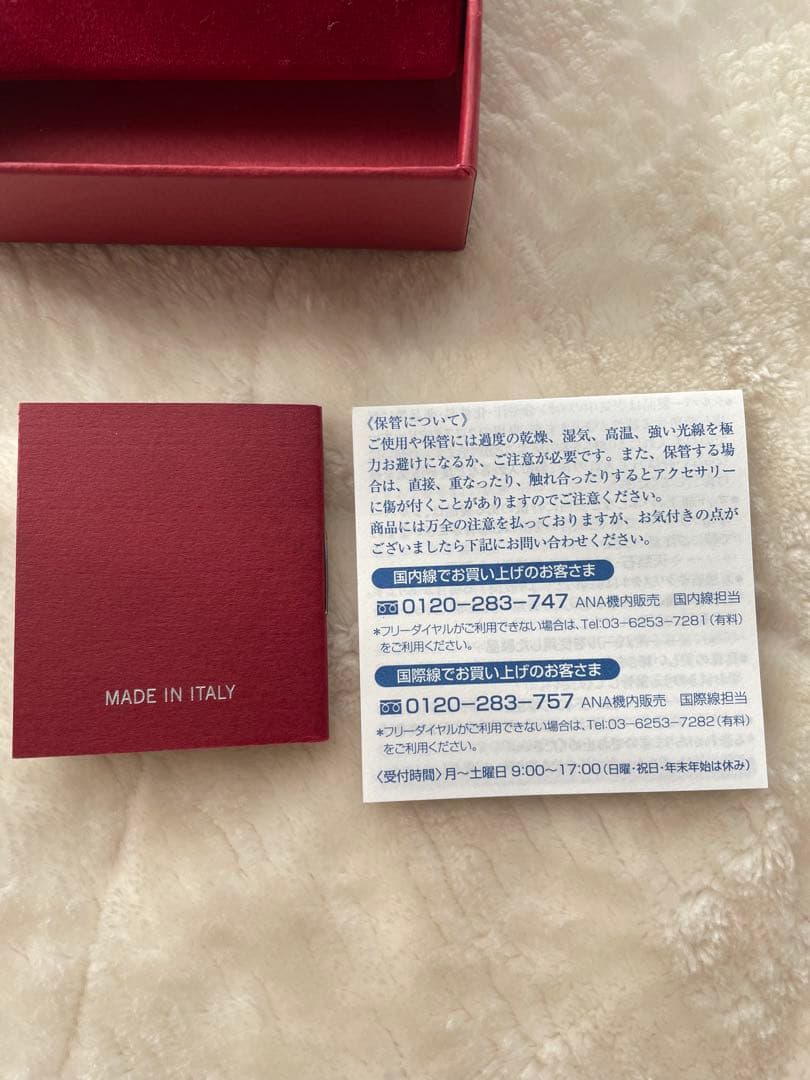 MADE IN ITALY
《保管について》
ご使用や保管には過度の乾燥、湿気、高温、強い光線を極
力お避けになるか、ご注意が必要です。また、保管する場
合は、直接、重なったり、触れ合ったりするとアクセサリー
に傷が付くことがありますのでご注意ください。
商品には万全の注意を払っておりますが、お気付きの点が
ございましたら下記にお問い合わせください。
国内線でお買い上げのお客さま
0120-283-747 ANA機内販売 国内線担当
*フリーダイヤルがご利用できない場合は、Tel:03-6253-7281(有料)
をご利用ください。
国際線でお買い上げのお客さま
0120-283-757 ANA機内販売 国際線担当
*フリーダイヤルがご利用できない場合は、Tel:03-6253-7282(有料)
をご利用ください。
〈受付時間〉月～土曜日 9:00～17:00(日曜・祝日・年末年始は休み)